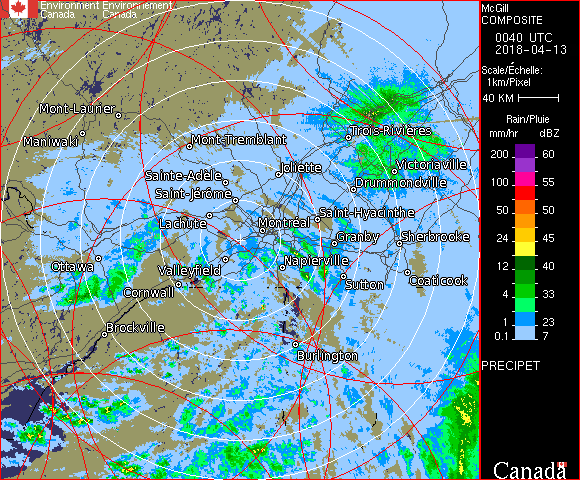 Environment Environnement
Canada Canada
McGill
COMPOSITE
0040 UTC
2018-04-13
Scale/Échelle:
1km/Pixel
40 KM
Rain/Pluie
mm/hr dBZ
200 60
100 55
50 50
24 45
12 40
4 33
1 23
0.1 7
PRECIPET
Canada
Mont-Laurier
Maniwaki
Mont-Tremblant
Trois-Rivières
Joliette
Victoriaville
Sainte-Adèle
Drummondville
Saint-Jérôme
Lachute
Saint-Hyacinthe
Montréal
Granby
Sherbrooke
Ottawa
Valleyfield
Napierville
Sutton
Coaticook
Cornwall
Brockville
Burlington